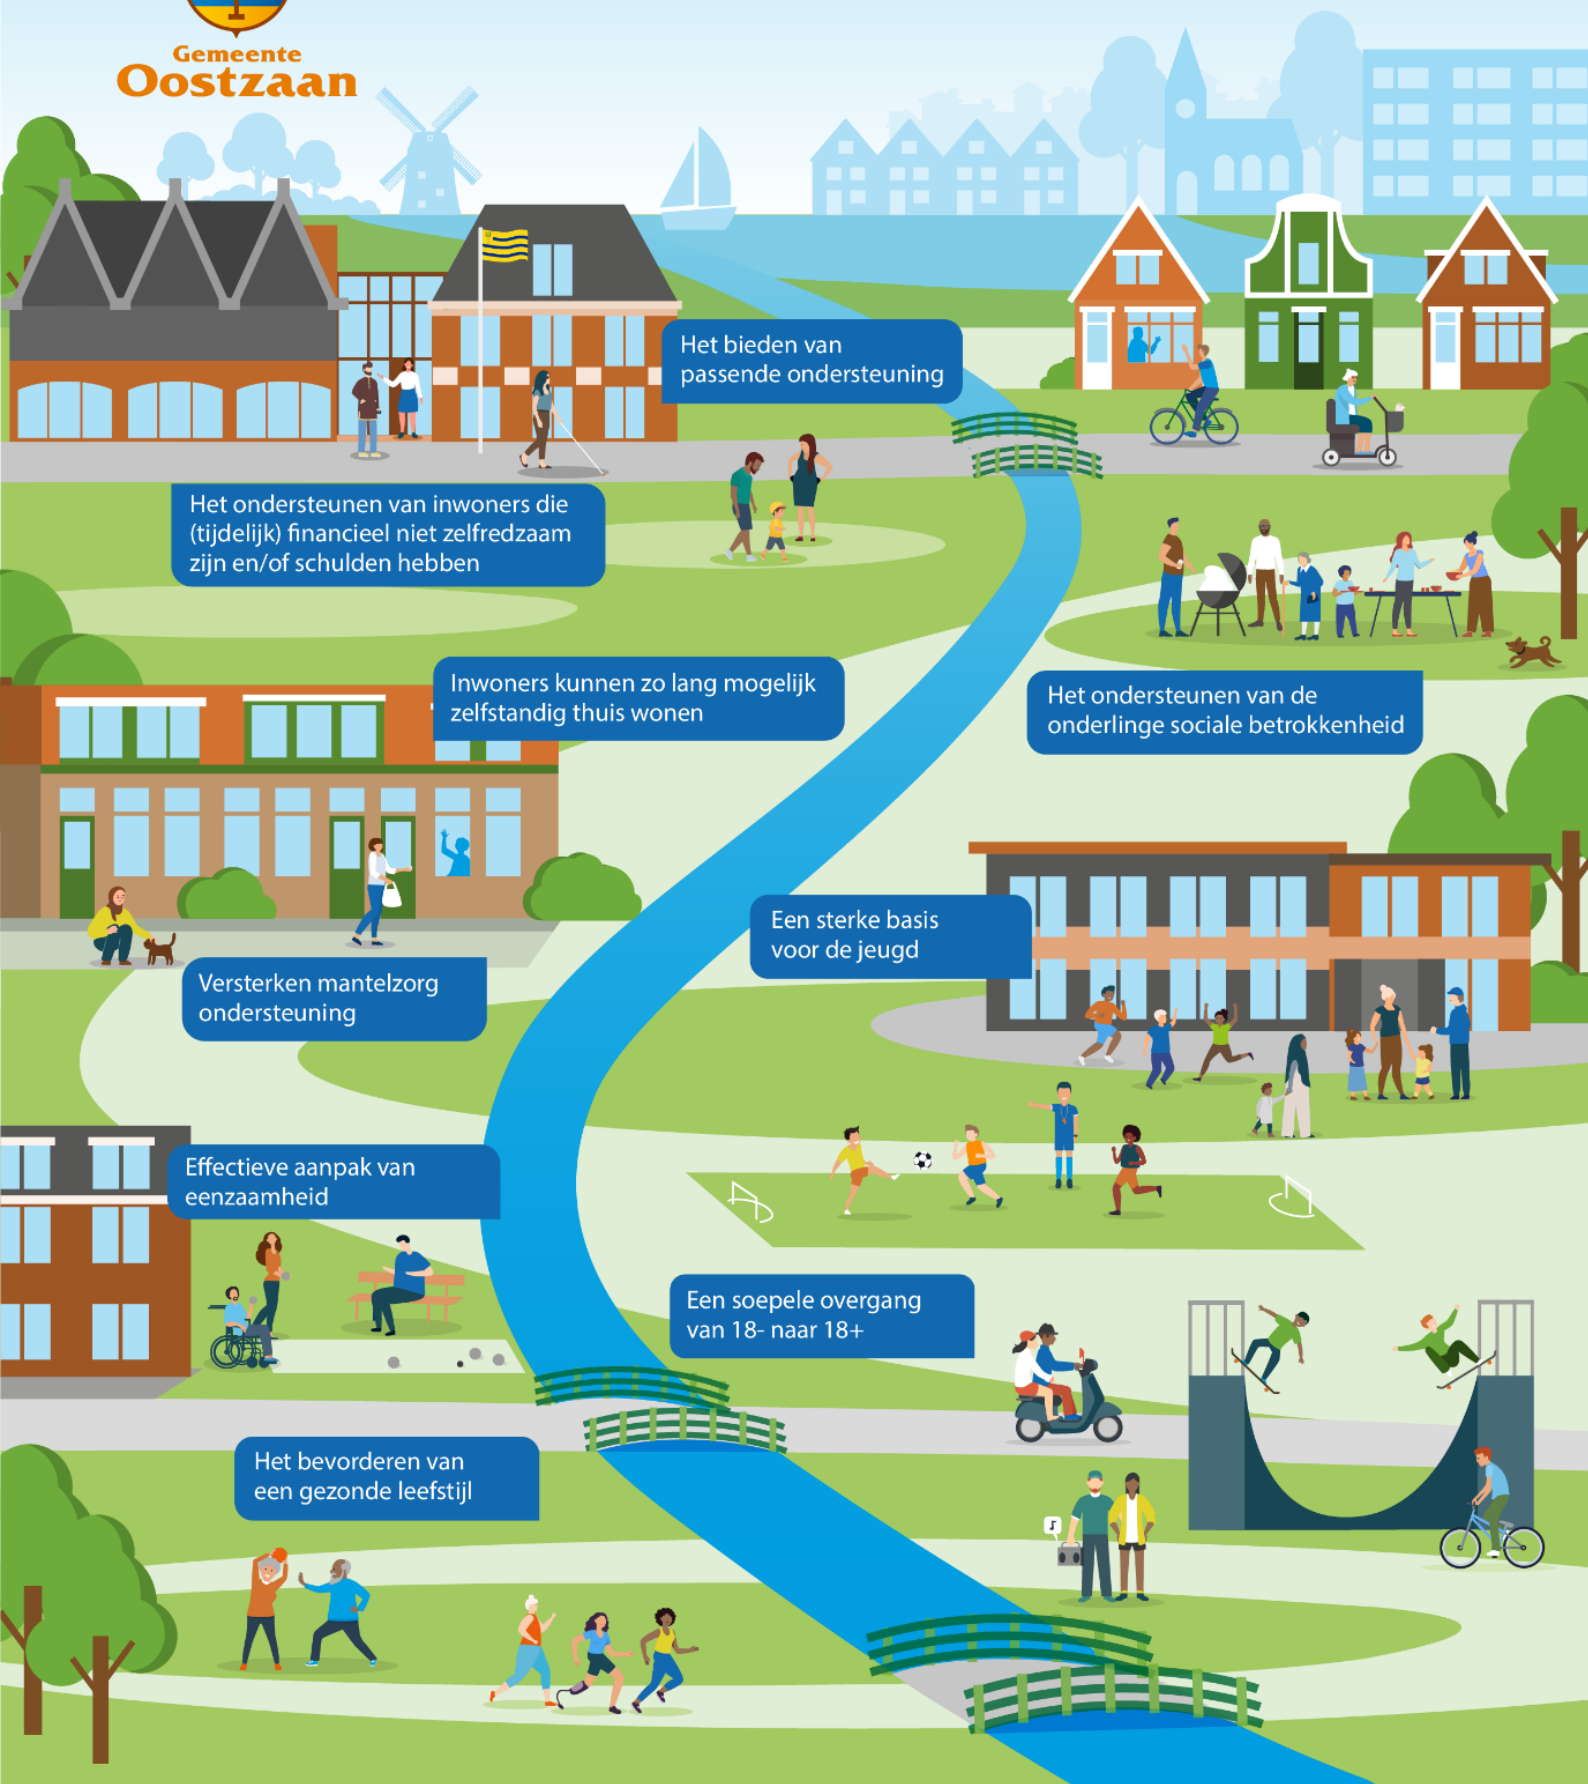 Gemeente
Oostzaan
Het bieden van
passende ondersteuning
Het ondersteunen van inwoners die
(tijdelijk) financieel niet zelfredzaam
zijn en/of schulden hebben
Inwoners kunnen zo lang mogelijk
zelfstandig thuis wonen
Het ondersteunen van de
onderlinge sociale betrokkenheid
Een sterke basis
voor de jeugd
Versterken mantelzorg
ondersteuning
Effectieve aanpak van
eenzaamheid
Een soepele overgang
van 18- naar 18+
Het bevorderen van
een gezonde leefstijl